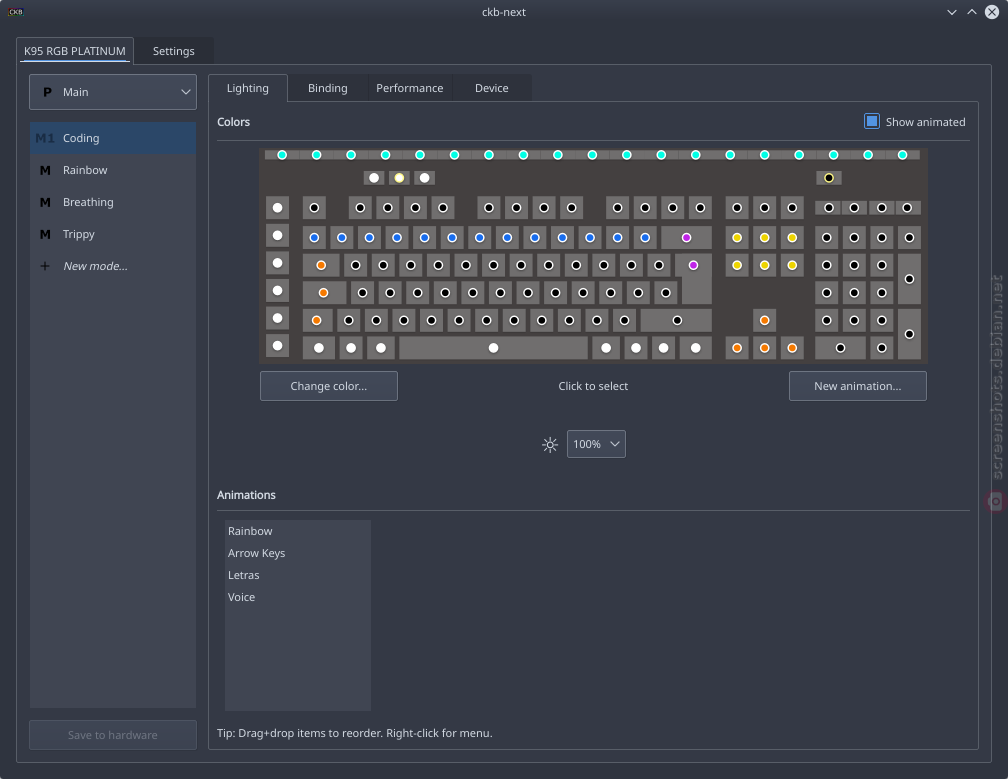 CKB
ckb-next
K95 RGB PLATINUM
Settings
P Main
M1 Coding
M Rainbow
M Breathing
M Trippy
+ New mode...
Save to hardware
Lighting
Binding
Performance
Device
Colors
Show animated
Change color...
Click to select
New animation...
100%
Animations
Rainbow
Arrow Keys
Letras
Voice
Tip: Drag+drop items to reorder. Right-click for menu.
screenshots.debian.net